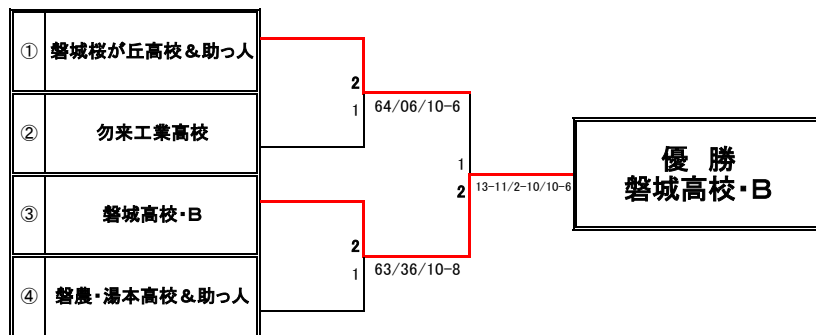 ① 磐城桜が丘高校&助っ人
2
1
64/06/10-6
② 勿来工業高校
1
2
13-11/2-10/10-6
優 勝
磐城高校・B
③ 磐城高校・B
2
1
63/36/10-8
④ 磐農・湯本高校&助っ人